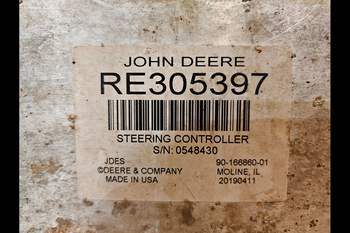 JOHN DEERE
RE305397
STEERING CONTROLLER
S/N: 0548430
JDES 90-166860-01
©DEERE & COMPANY MOLINE, IL
MADE IN USA 20190411